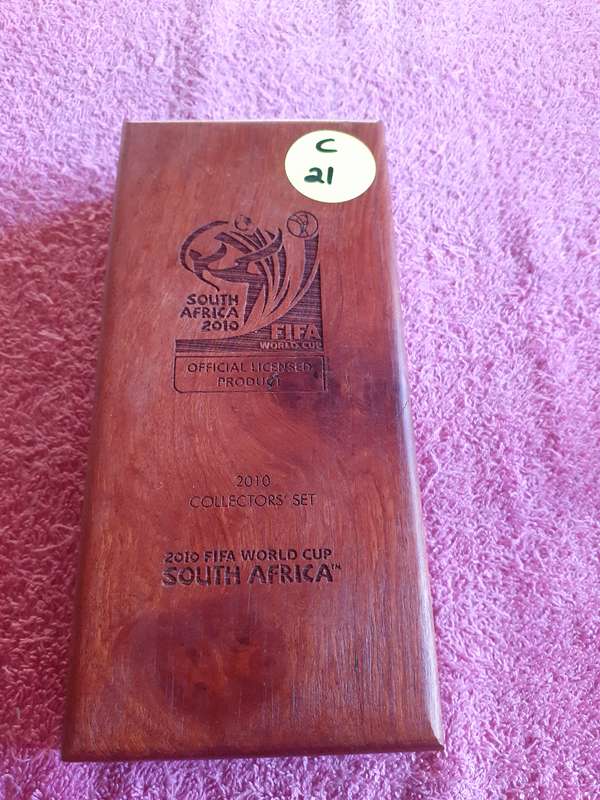 C
21
SOUTH
AFRICA
2010
FIFA
WORLD CUP
OFFICIAL LICENSED
PRODUCT
2010
COLLECTORS' SET
2010 FIFA WORLD CUP
SOUTH AFRICA™